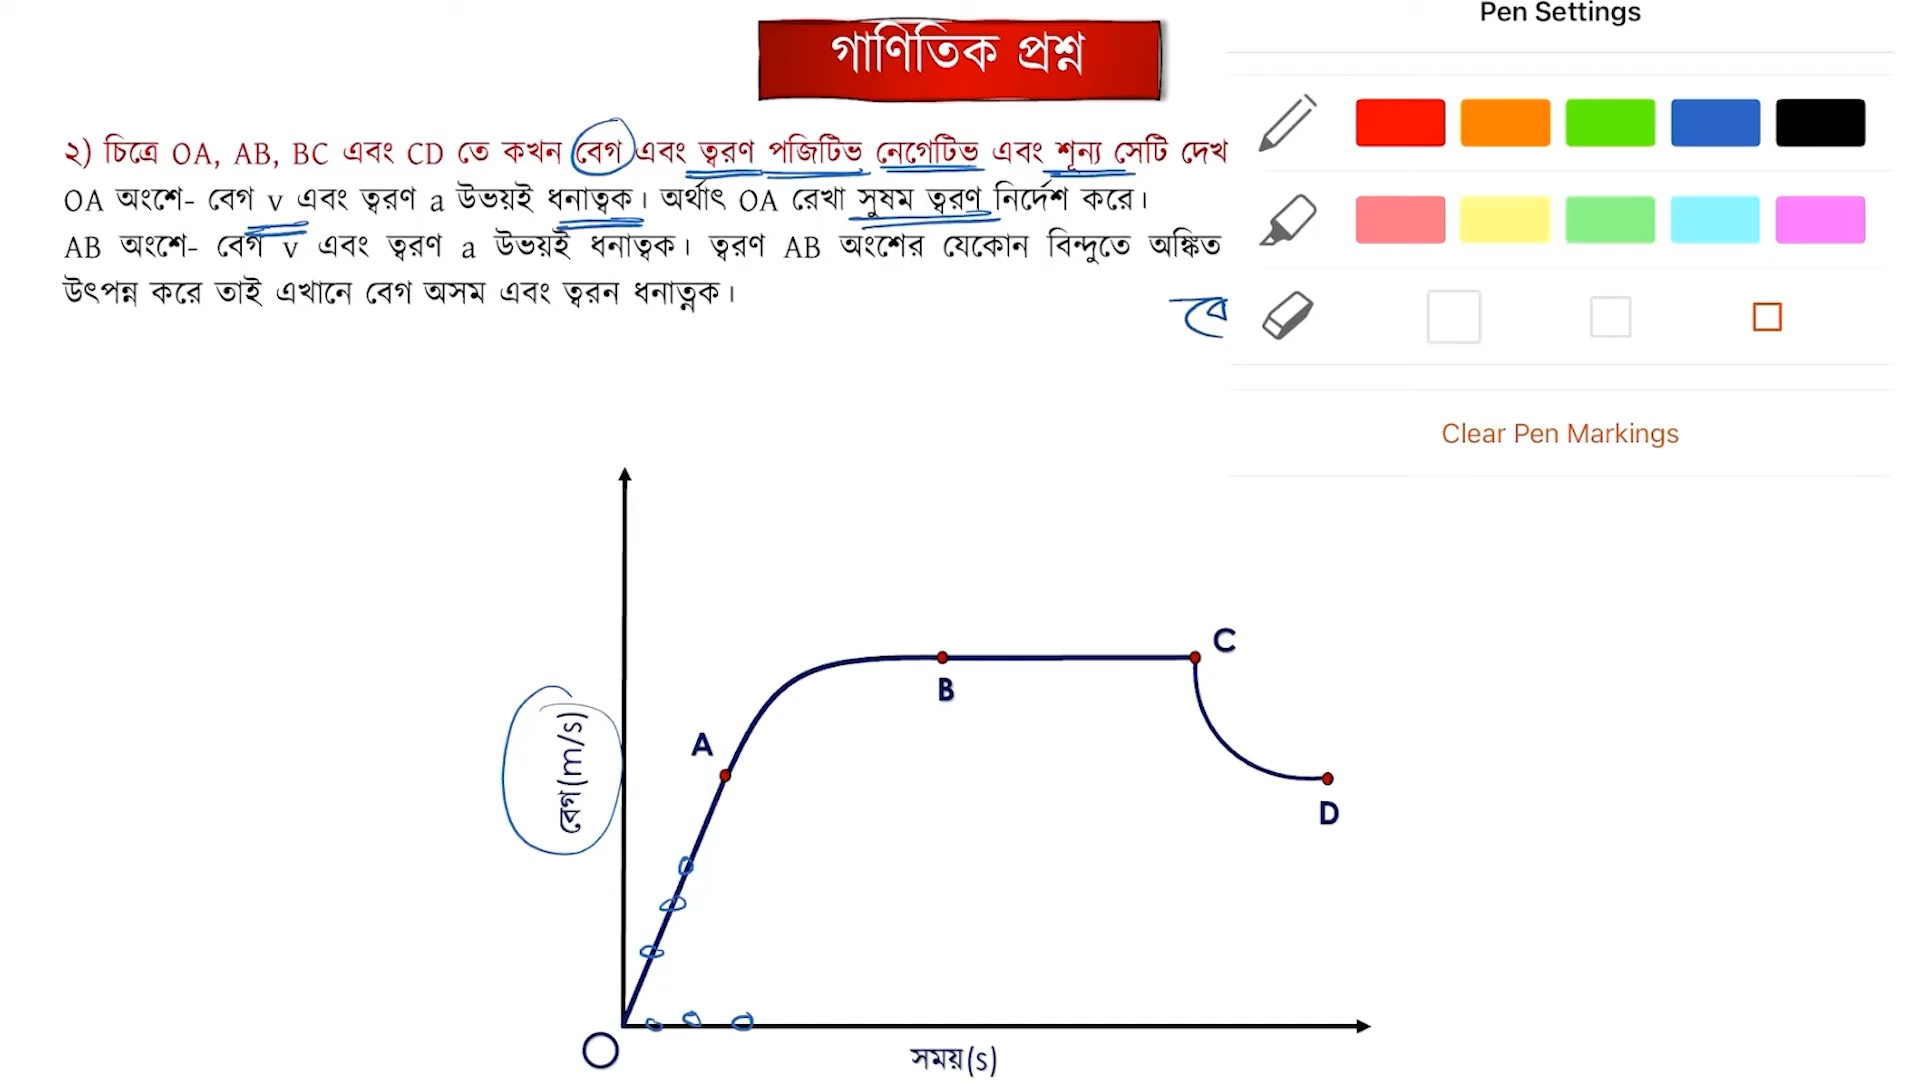 গাণিতিক প্রশ্ন
Pen Settings
২) চিত্রে OA, AB, BC এবং CD তে কখন বেগ এবং ত্বরণ পজিটিভ নেগেটিভ এবং শূন্য সেটি দেখ
OA অংশে- বেগ v এবং ত্বরণ a উভয়ই ধনাত্বক। অর্থাৎ OA রেখা সুষম ত্বরণ নির্দেশ করে।
AB অংশে- বেগ v এবং ত্বরণ a উভয়ই ধনাত্বক। ত্বরণ AB অংশের যেকোন বিন্দুতে অঙ্কিত
উৎপন্ন করে তাই এখানে বেগ অসম এবং ত্বরন ধনাত্নক।
Clear Pen Markings
C
B
A
বেগ(m/s)
D
O
সময়(s)